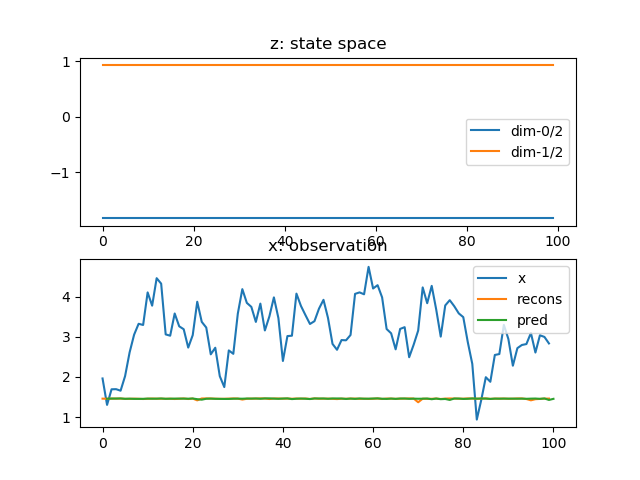 z: state space
1
0
−1
dim-0/2
dim-1/2
0 20 40 60 80 100
x: observation
4
3
2
1
x
recons
pred
0 20 40 60 80 100